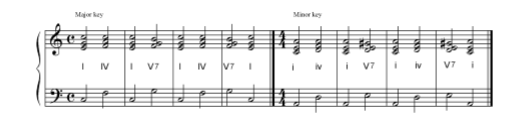 Major key Minor key
I IV I V7 I IV V7 I i iv i V7 i iv V7 i